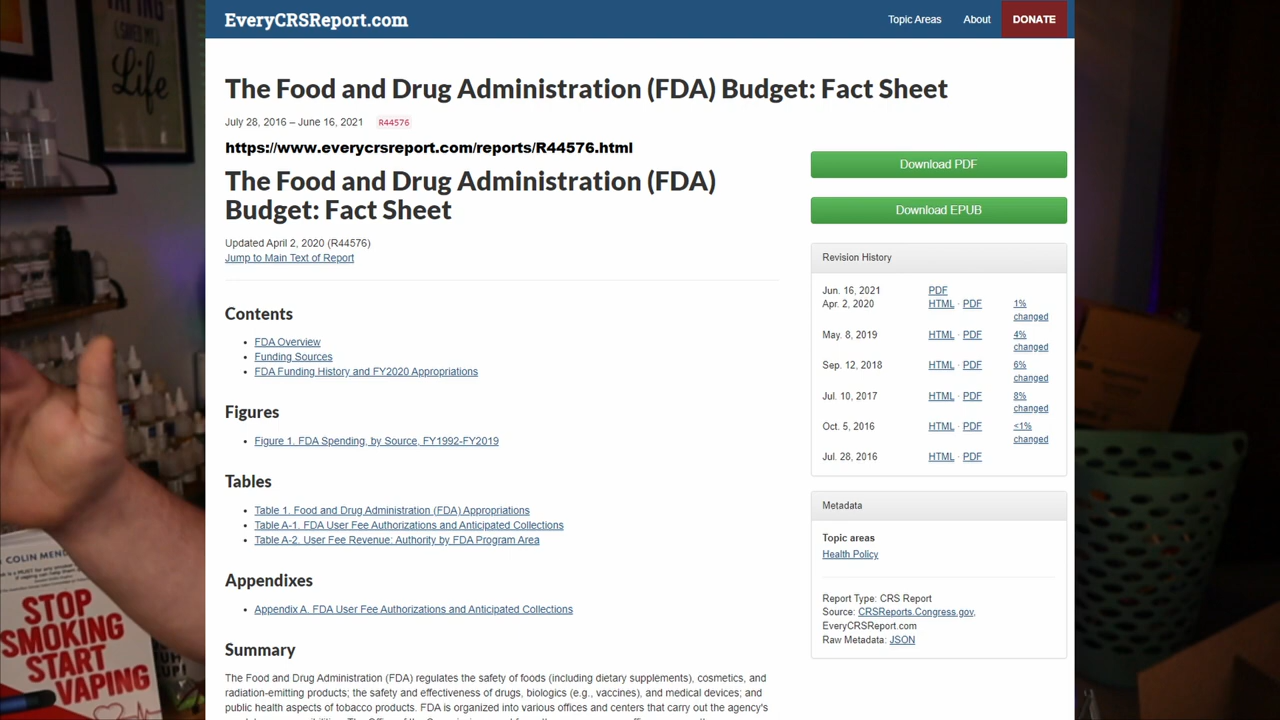 EveryCRSReport.com
Topic Areas About DONATE
The Food and Drug Administration (FDA) Budget: Fact Sheet
July 28, 2016 – June 16, 2021 R44576
https://www.everycrsreport.com/reports/R44576.html
The Food and Drug Administration (FDA)
Budget: Fact Sheet
Updated April 2, 2020 (R44576)
Jump to Main Text of Report
Contents
FDA Overview
Funding Sources
FDA Funding History and FY2020 Appropriations
Figures
Figure 1. FDA Spending, by Source, FY1992-FY2019
Tables
Table 1. Food and Drug Administration (FDA) Appropriations
Table A-1. FDA User Fee Authorizations and Anticipated Collections
Table A-2. User Fee Revenue: Authority by FDA Program Area
Appendixes
Appendix A. FDA User Fee Authorizations and Anticipated Collections
Summary
The Food and Drug Administration (FDA) regulates the safety of foods (including dietary supplements), cosmetics, and
radiation-emitting products; the safety and effectiveness of drugs, biologics (e.g., vaccines), and medical devices; and
public health aspects of tobacco products. FDA is organized into various offices and centers that carry out the agency's
Download PDF
Download EPUB
Revision History
Jun. 16, 2021 PDF
Apr. 2, 2020 HTML · PDF 1%
changed
May. 8, 2019 HTML · PDF 4%
changed
Sep. 12, 2018 HTML · PDF 6%
changed
Jul. 10, 2017 HTML · PDF 8%
changed
Oct. 5, 2016 HTML · PDF <1%
changed
Jul. 28, 2016 HTML · PDF
Metadata
Topic areas
Health Policy
Report Type: CRS Report
Source: CRSReports.Congress.gov,
EveryCRSReport.com
Raw Metadata: JSON
Life
COLIN
STOP
SMOKING
START
VAPING